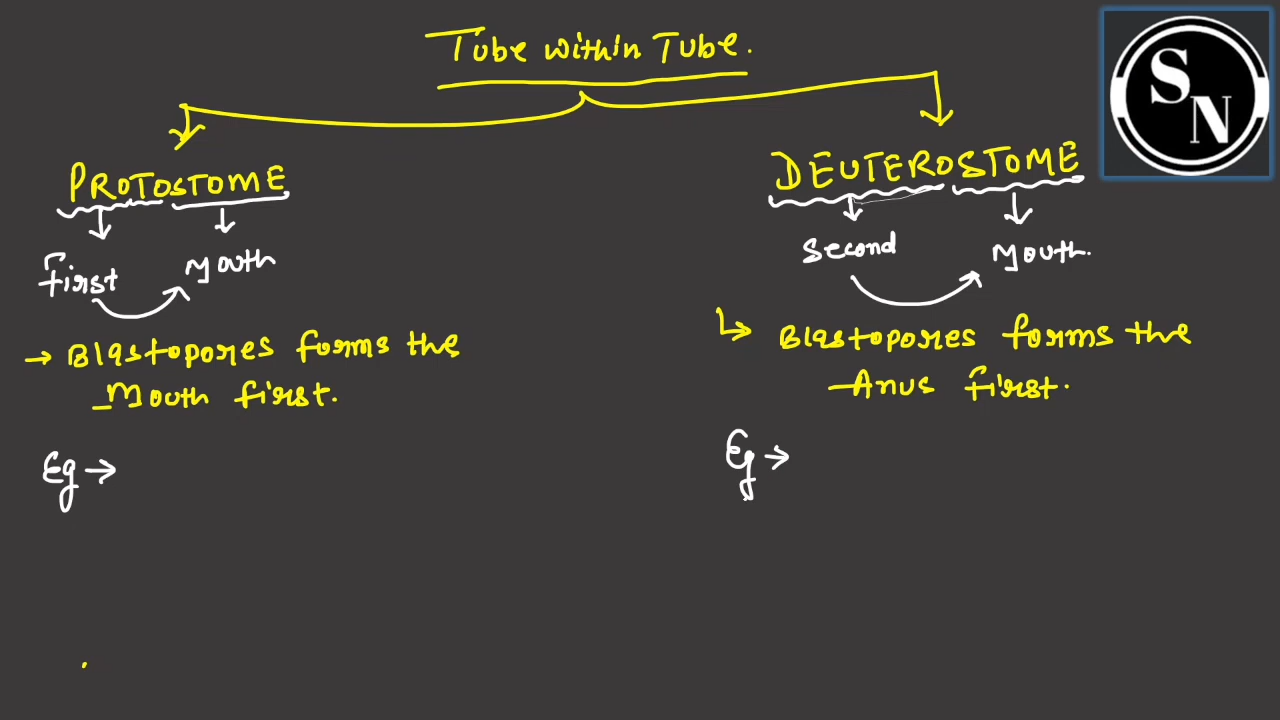 Tube within Tube.
SN
PROTOSTOME
First Mouth
→ Blastopores forms the
Mouth first.
Eg →
DEUTEROSTOME
Second Mouth.
↳ Blastopores forms the
Anus first.
Eg →